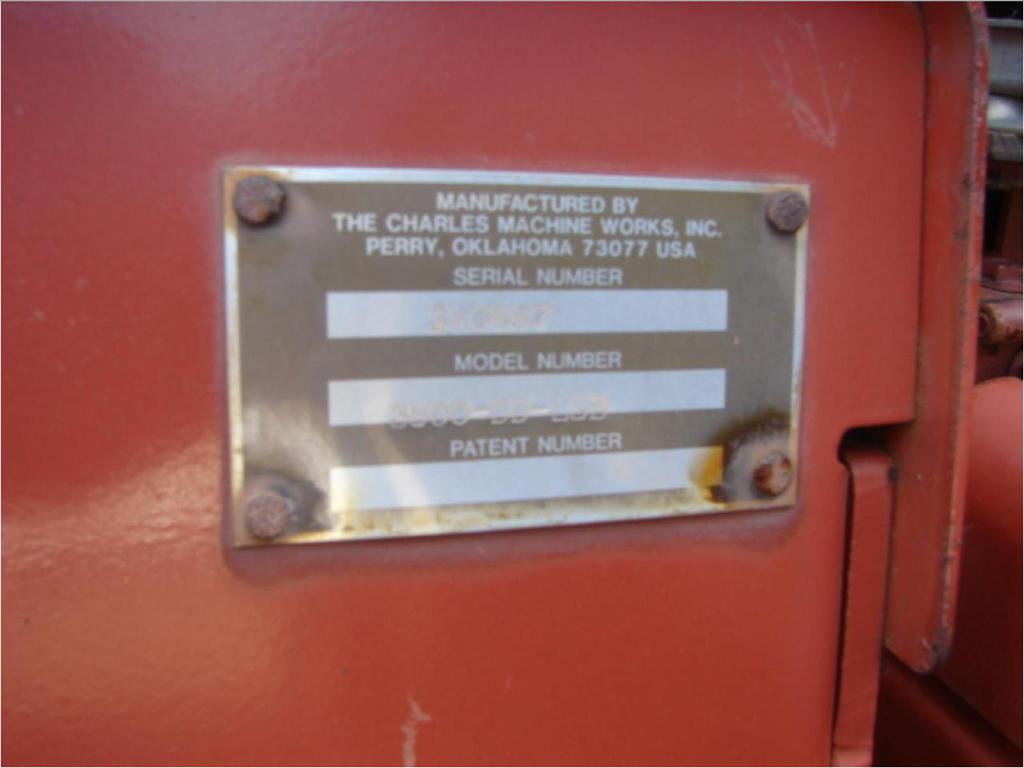 MANUFACTURED BY
THE CHARLES MACHINE WORKS, INC.
PERRY, OKLAHOMA 73077 USA
SERIAL NUMBER
MODEL NUMBER
PATENT NUMBER